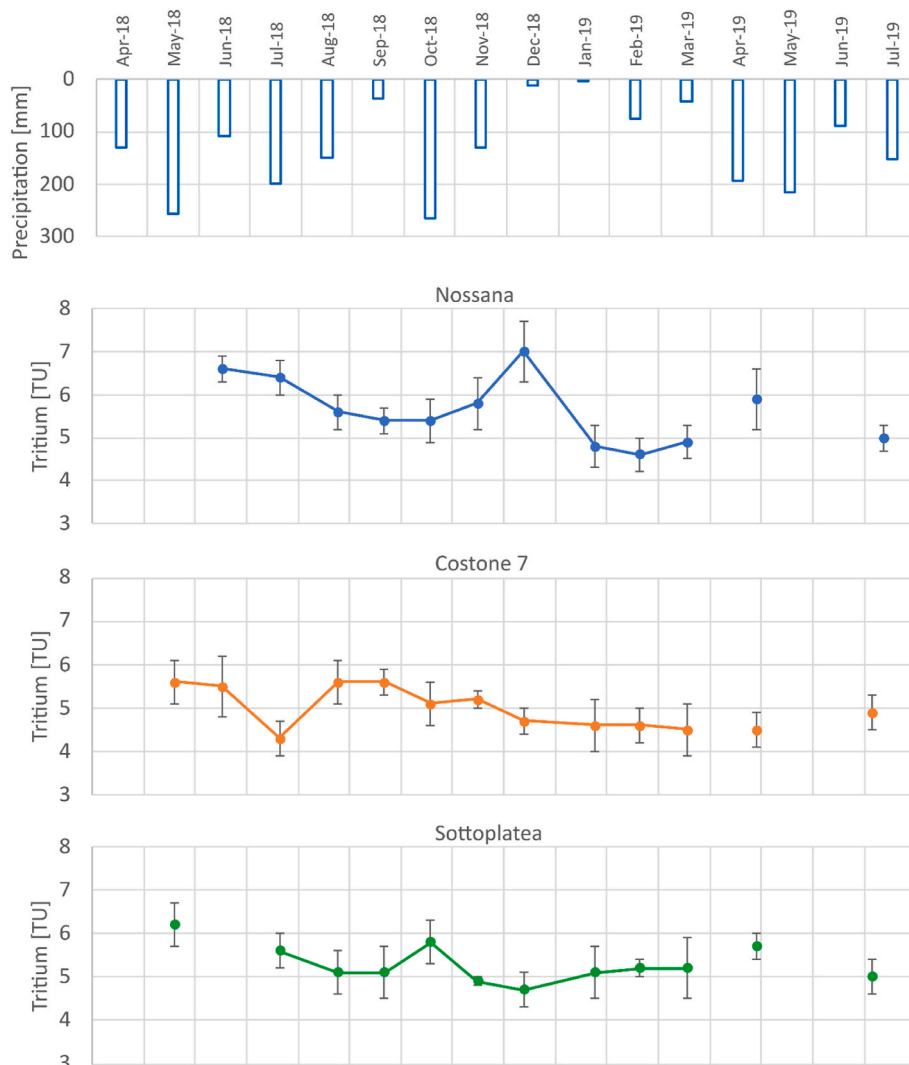 Apr-18 May-18 Jun-18 Jul-18 Aug-18 Sep-18 Oct-18 Nov-18 Dec-18 Jan-19 Feb-19 Mar-19 Apr-19 May-19 Jun-19 Jul-19
Precipitation [mm]
0
100
200
300
Nossana
Tritium [TU]
8
7
6
5
4
3
Costone 7
Tritium [TU]
8
7
6
5
4
3
Sottoplatea
Tritium [TU]
8
7
6
5
4
3